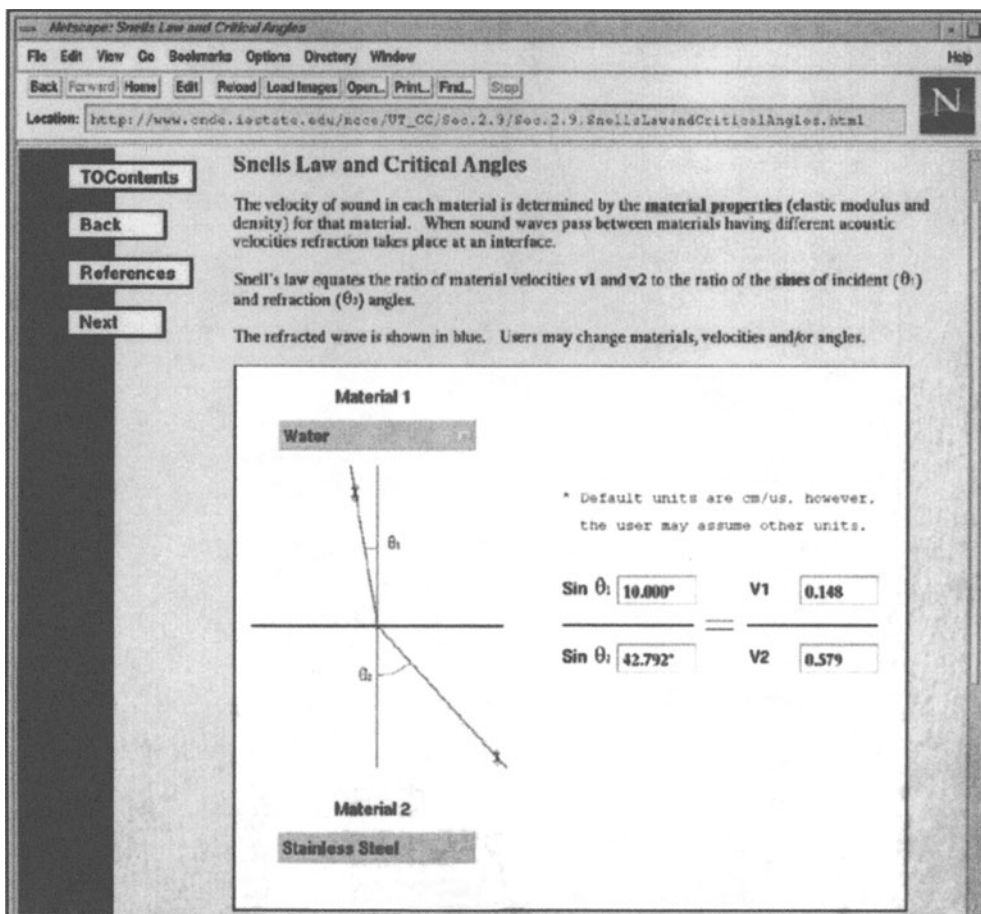 Netscape: Snells Law and Critical Angles
File Edit View Go Bookmarks Options Directory Window Help
Back Forward Home Edit Reload Load Images Open... Print... Find... Stop
N
Location: http://www.cnde.iastate.edu/ncce/UT_CC/Sec.2.9/Sec.2.9.SnellsLawandCriticalAngles.html
TOContents
Back
References
Next
Snells Law and Critical Angles
The velocity of sound in each material is determined by the material properties (elastic modulus and
density) for that material. When sound waves pass between materials having different acoustic
velocities refraction takes place at an interface.
Snell's law equates the ratio of material velocities v1 and v2 to the ratio of the sines of incident (θ₁)
and refraction (θ₂) angles.
The refracted wave is shown in blue. Users may change materials, velocities and/or angles.
Material 1
Water
θ₁
θ₂
Material 2
Stainless Steel
* Default units are cm/us, however,
the user may assume other units.
Sin θ₁ 10.000° V1 0.148
=
Sin θ₂ 42.792° V2 0.579